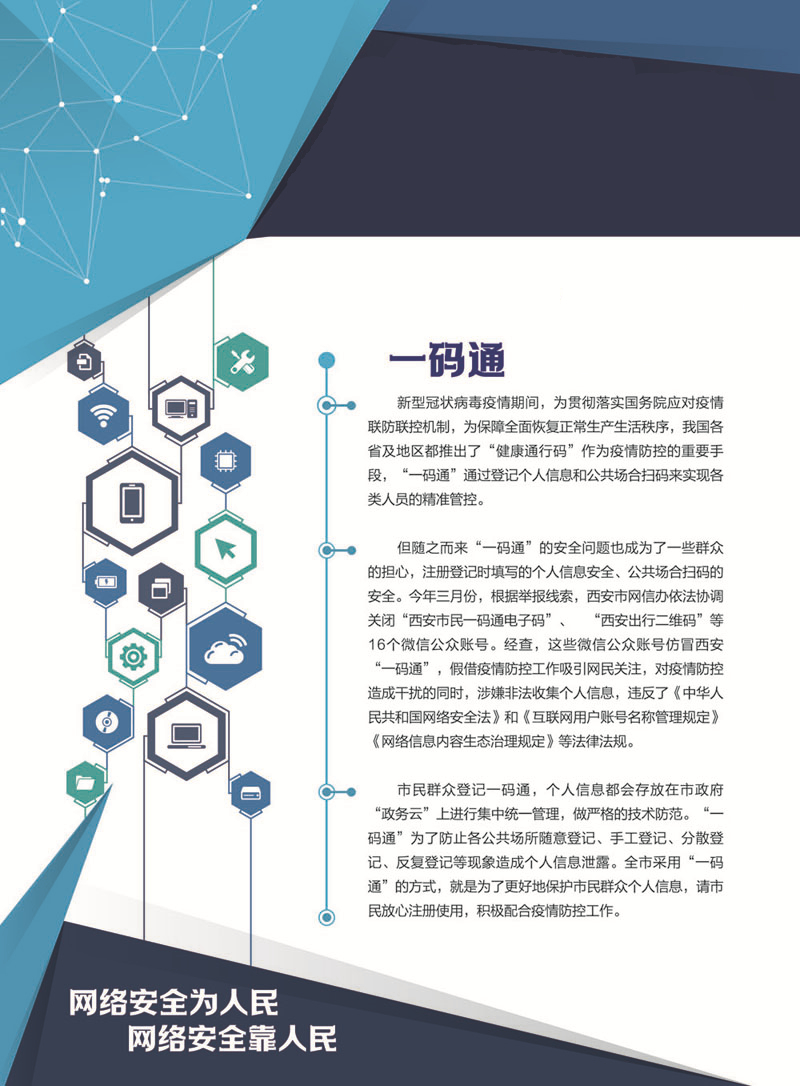 一码通
新型冠状病毒疫情期间，为贯彻落实国务院应对疫情
联防联控机制，为保障全面恢复正常生产生活秩序，我国各
省及地区都推出了“健康通行码”作为疫情防控的重要手
段，“一码通”通过登记个人信息和公共场合扫码来实现各
类人员的精准管控。
但随之而来“一码通”的安全问题也成为了一些群众
的担心，注册登记时填写的个人信息安全、公共场合扫码的
安全。今年三月份，根据举报线索，西安市网信办依法协调
关闭“西安市民一码通电子码”、 “西安出行二维码”等
16个微信公众账号。经查，这些微信公众账号仿冒西安
“一码通”，假借疫情防控工作吸引网民关注，对疫情防控
造成干扰的同时，涉嫌非法收集个人信息，违反了《中华人
民共和国网络安全法》和《互联网用户账号名称管理规定》
《网络信息内容生态治理规定》等法律法规。
市民群众登记一码通，个人信息都会存放在市政府
“政务云”上进行集中统一管理，做严格的技术防范。“一
码通”为了防止各公共场所随意登记、手工登记、分散登
记、反复登记等现象造成个人信息泄露。全市采用“一码
通”的方式，就是为了更好地保护市民群众个人信息，请市
民放心注册使用，积极配合疫情防控工作。
网络安全为人民
网络安全靠人民